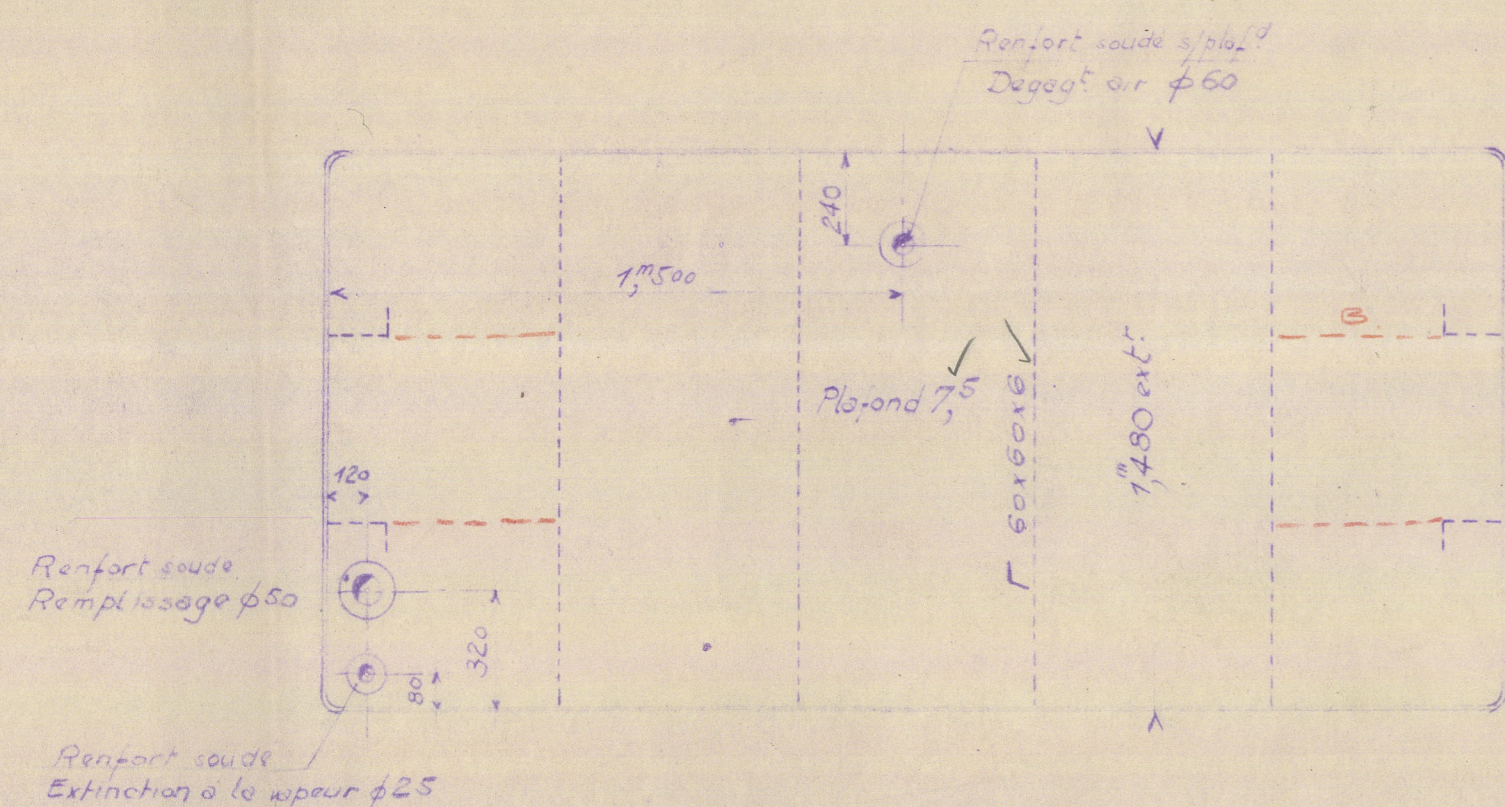 Renfort soudé s/plafd
Dégagt air ϕ60
240
1,m500
B
Plafond 7,5
Γ 60x60x6
1,m480 extr
120
Renfort soudé
Remplissage ϕ50
320
80
Renfort soudé
Extinction à la vapeur ϕ25